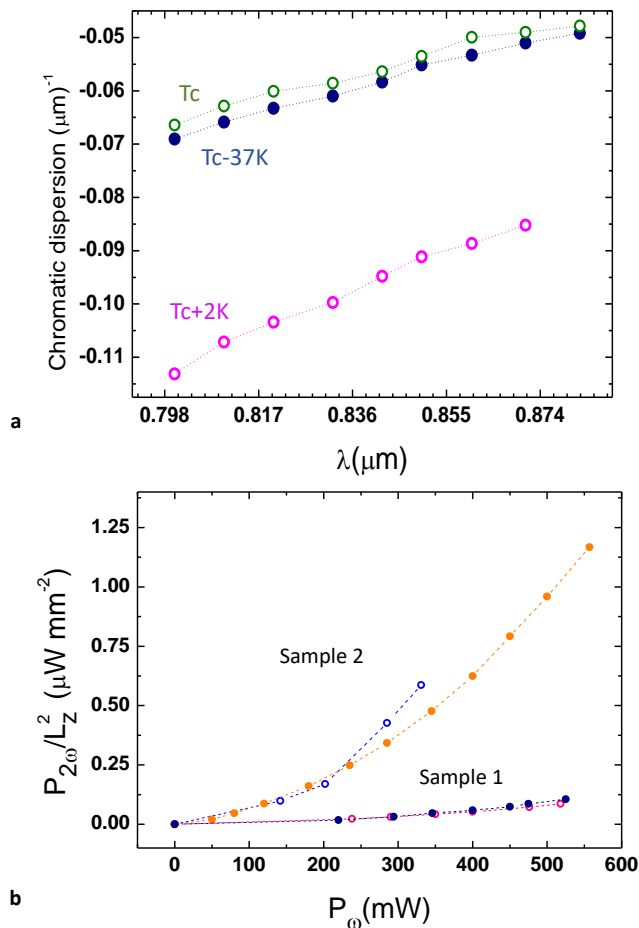 -0.05
-0.06
-0.07
-0.08
-0.09
-0.10
-0.11
Chromatic dispersion (μm)⁻¹
Tc
Tc-37K
Tc+2K
0.798 0.817 0.836 0.855 0.874
λ(μm)
a
1.25
1.00
0.75
0.50
0.25
0.00
P₂ω/L²z (μW mm⁻²)
Sample 2
Sample 1
0 100 200 300 400 500 600
Pω(mW)
b